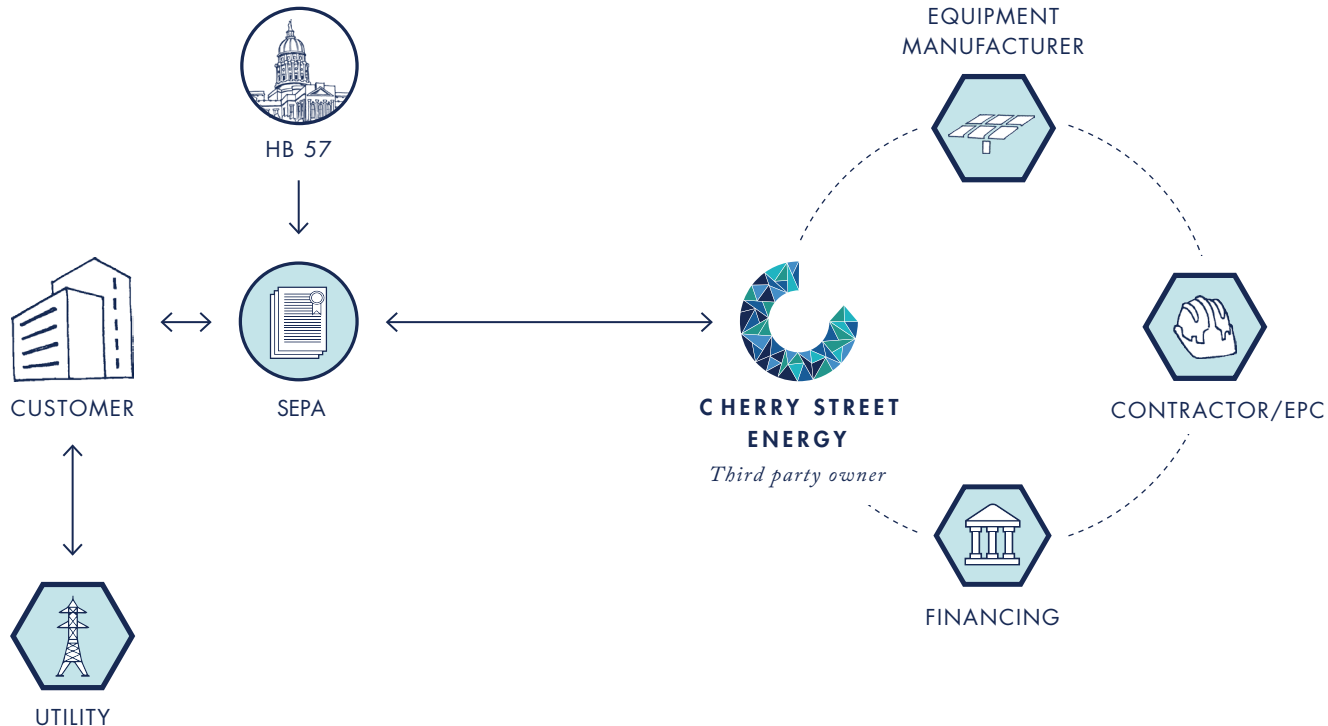 EQUIPMENT
MANUFACTURER
HB 57
CUSTOMER
SEPA
CHERRY STREET
ENERGY
Third party owner
CONTRACTOR/EPC
FINANCING
UTILITY